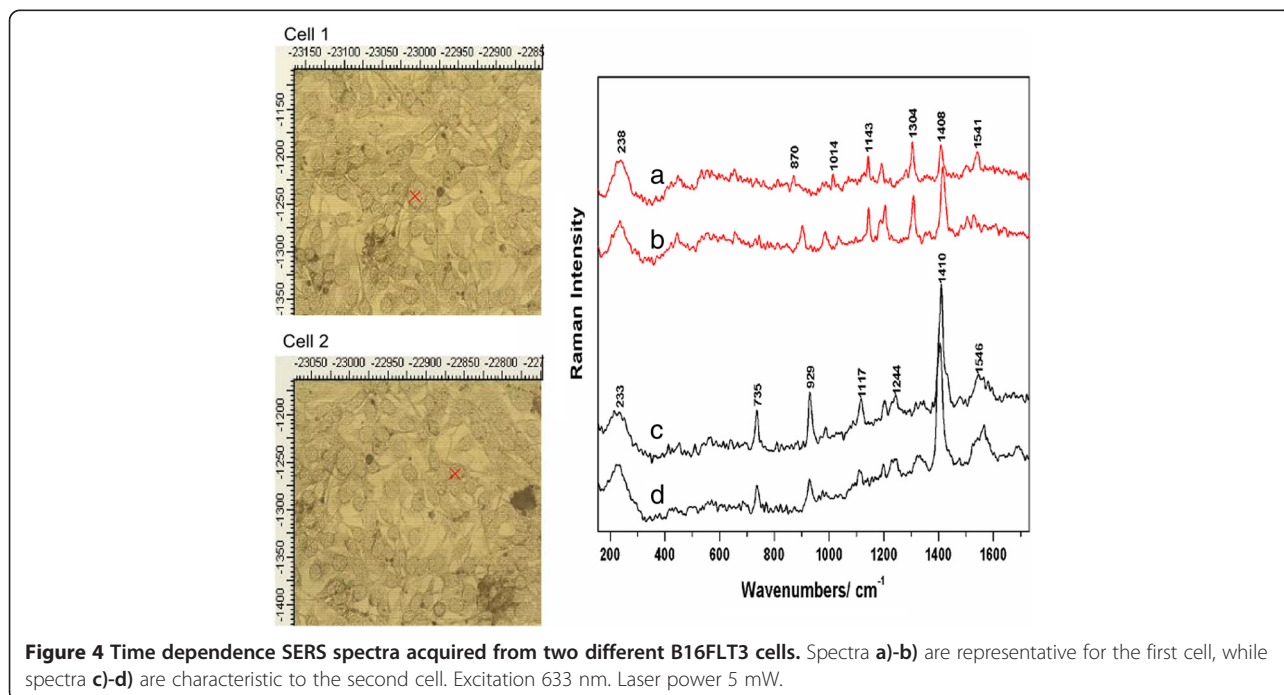 Cell 1
-23150 -23100 -23050 -23000 -22950 -22900 -2285
-1150
-1200
-1250
-1300
-1350
Cell 2
-23050 -23000 -22950 -22900 -22850 -22800 -227
-1200
-1250
-1300
-1350
-1400
Raman Intensity
238
870
1014
1143
1304
1408
1541
a
b
233
735
929
1117
1244
1410
1546
c
d
200 400 600 800 1000 1200 1400 1600
Wavenumbers/ cm⁻¹
Figure 4 Time dependence SERS spectra acquired from two different B16FLT3 cells. Spectra a)-b) are representative for the first cell, while
spectra c)-d) are characteristic to the second cell. Excitation 633 nm. Laser power 5 mW.